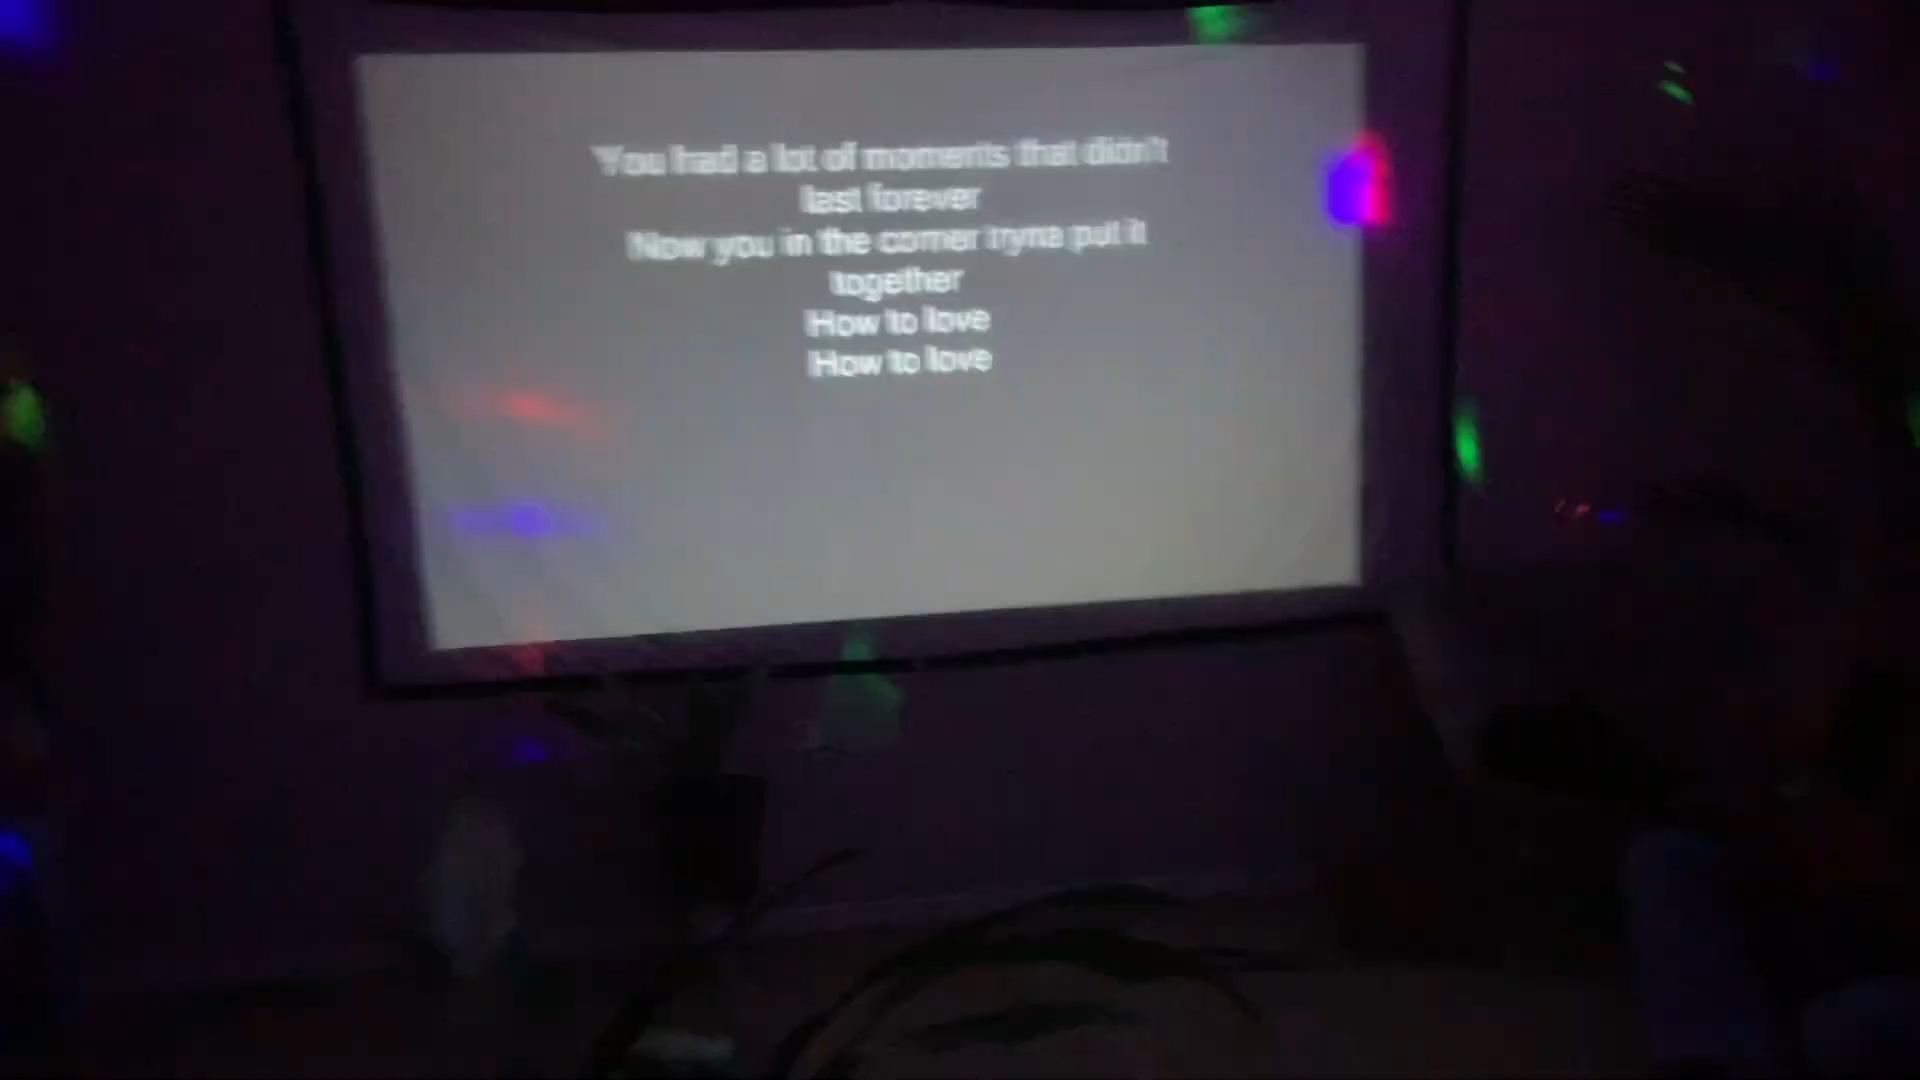 You had a lot of moments that didn't
last forever
Now you in the corner tryna put it
together
How to love
How to love